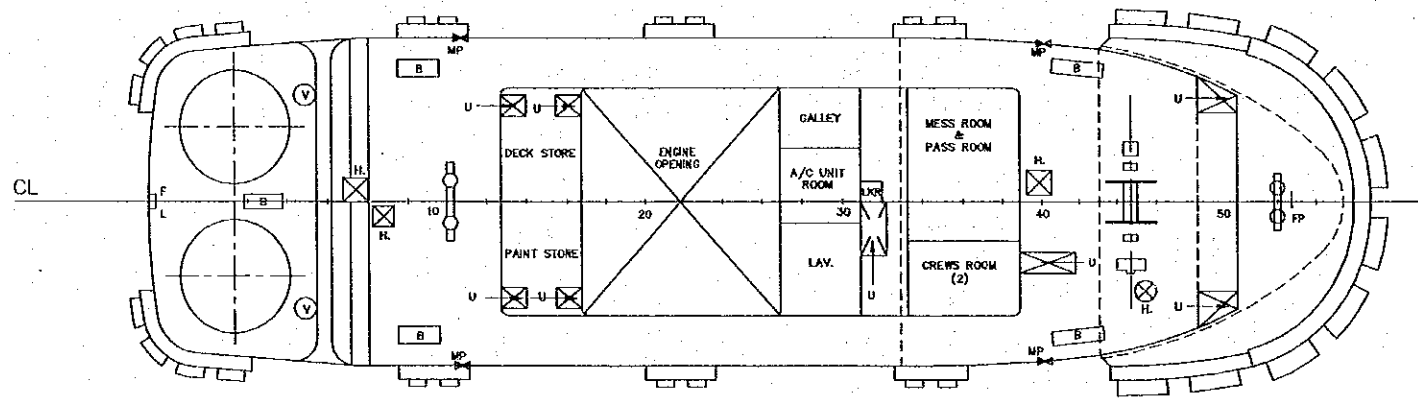 MP
MP
B
B
V
U
U
U
GALLEY
MESS ROOM
&
PASS ROOM
DECK STORE
ENGINE
OPENING
A/C UNIT
ROOM
H.
H.
LKR
CL
F
L
B
10
20
30
40
50
FP
H.
PAINT STORE
LAV.
CREWS ROOM
(2)
U
U
U
U
H.
U
V
B
B
MP
MP